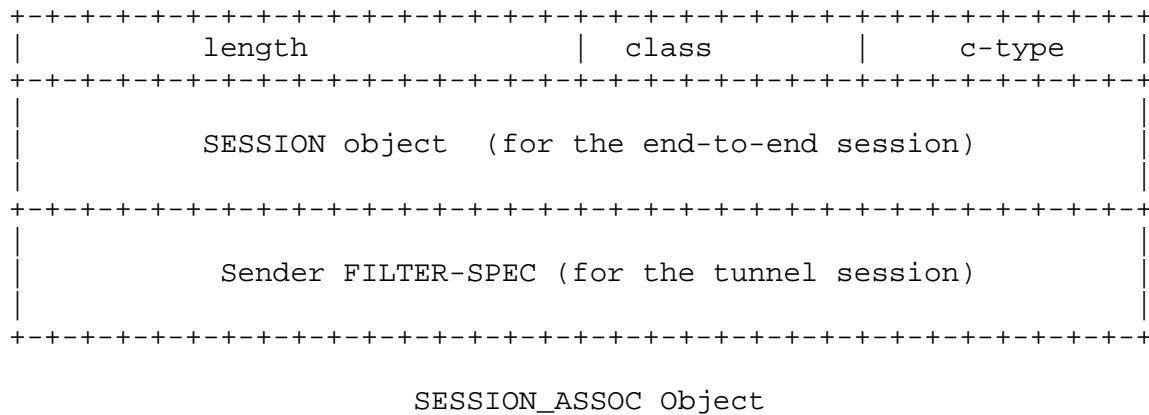 +-+-+-+-+-+-+-+-+-+-+-+-+-+-+-+-+-+-+-+-+-+-+-+-+-+-+-+-+-+-+-+-+
| length | class | c-type |
+-+-+-+-+-+-+-+-+-+-+-+-+-+-+-+-+-+-+-+-+-+-+-+-+-+-+-+-+-+-+-+-+
| |
| SESSION object (for the end-to-end session) |
| |
+-+-+-+-+-+-+-+-+-+-+-+-+-+-+-+-+-+-+-+-+-+-+-+-+-+-+-+-+-+-+-+-+
| |
| Sender FILTER-SPEC (for the tunnel session) |
| |
+-+-+-+-+-+-+-+-+-+-+-+-+-+-+-+-+-+-+-+-+-+-+-+-+-+-+-+-+-+-+-+-+
SESSION_ASSOC Object